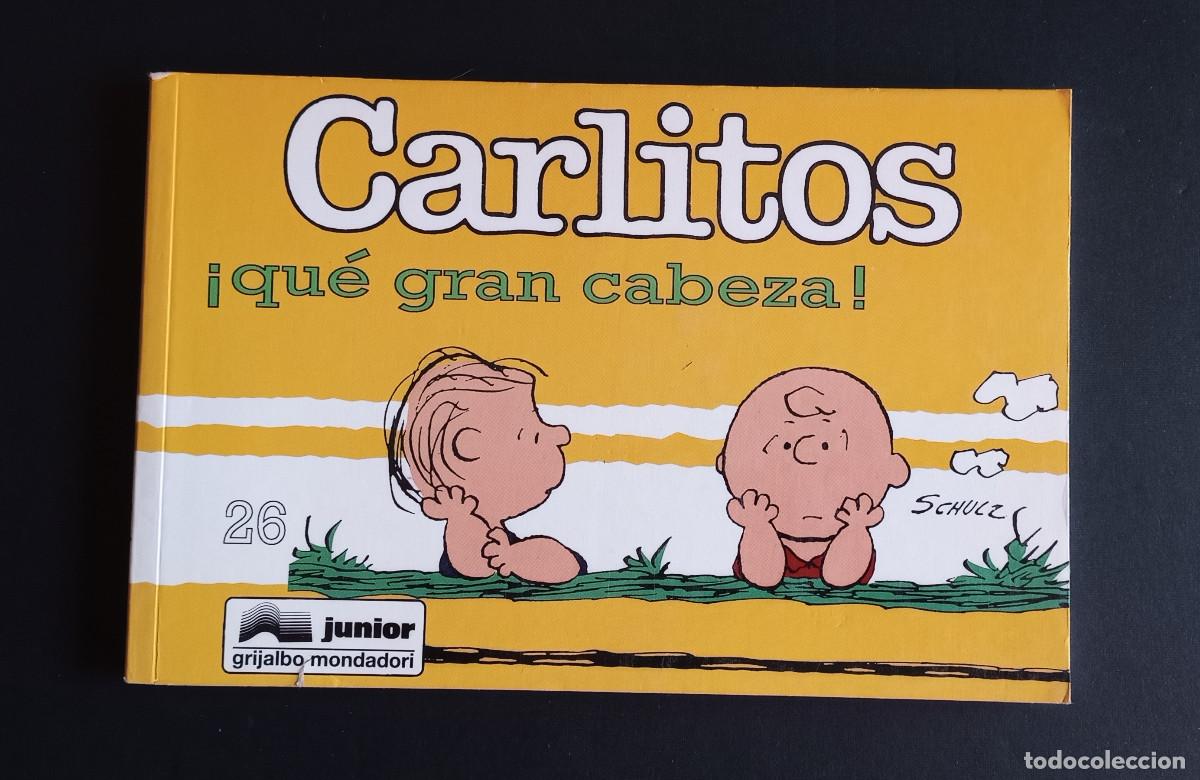 Carlitos
¡qué gran cabeza!
SCHULZ
26
junior
grijalbo mondadori
todocoleccion